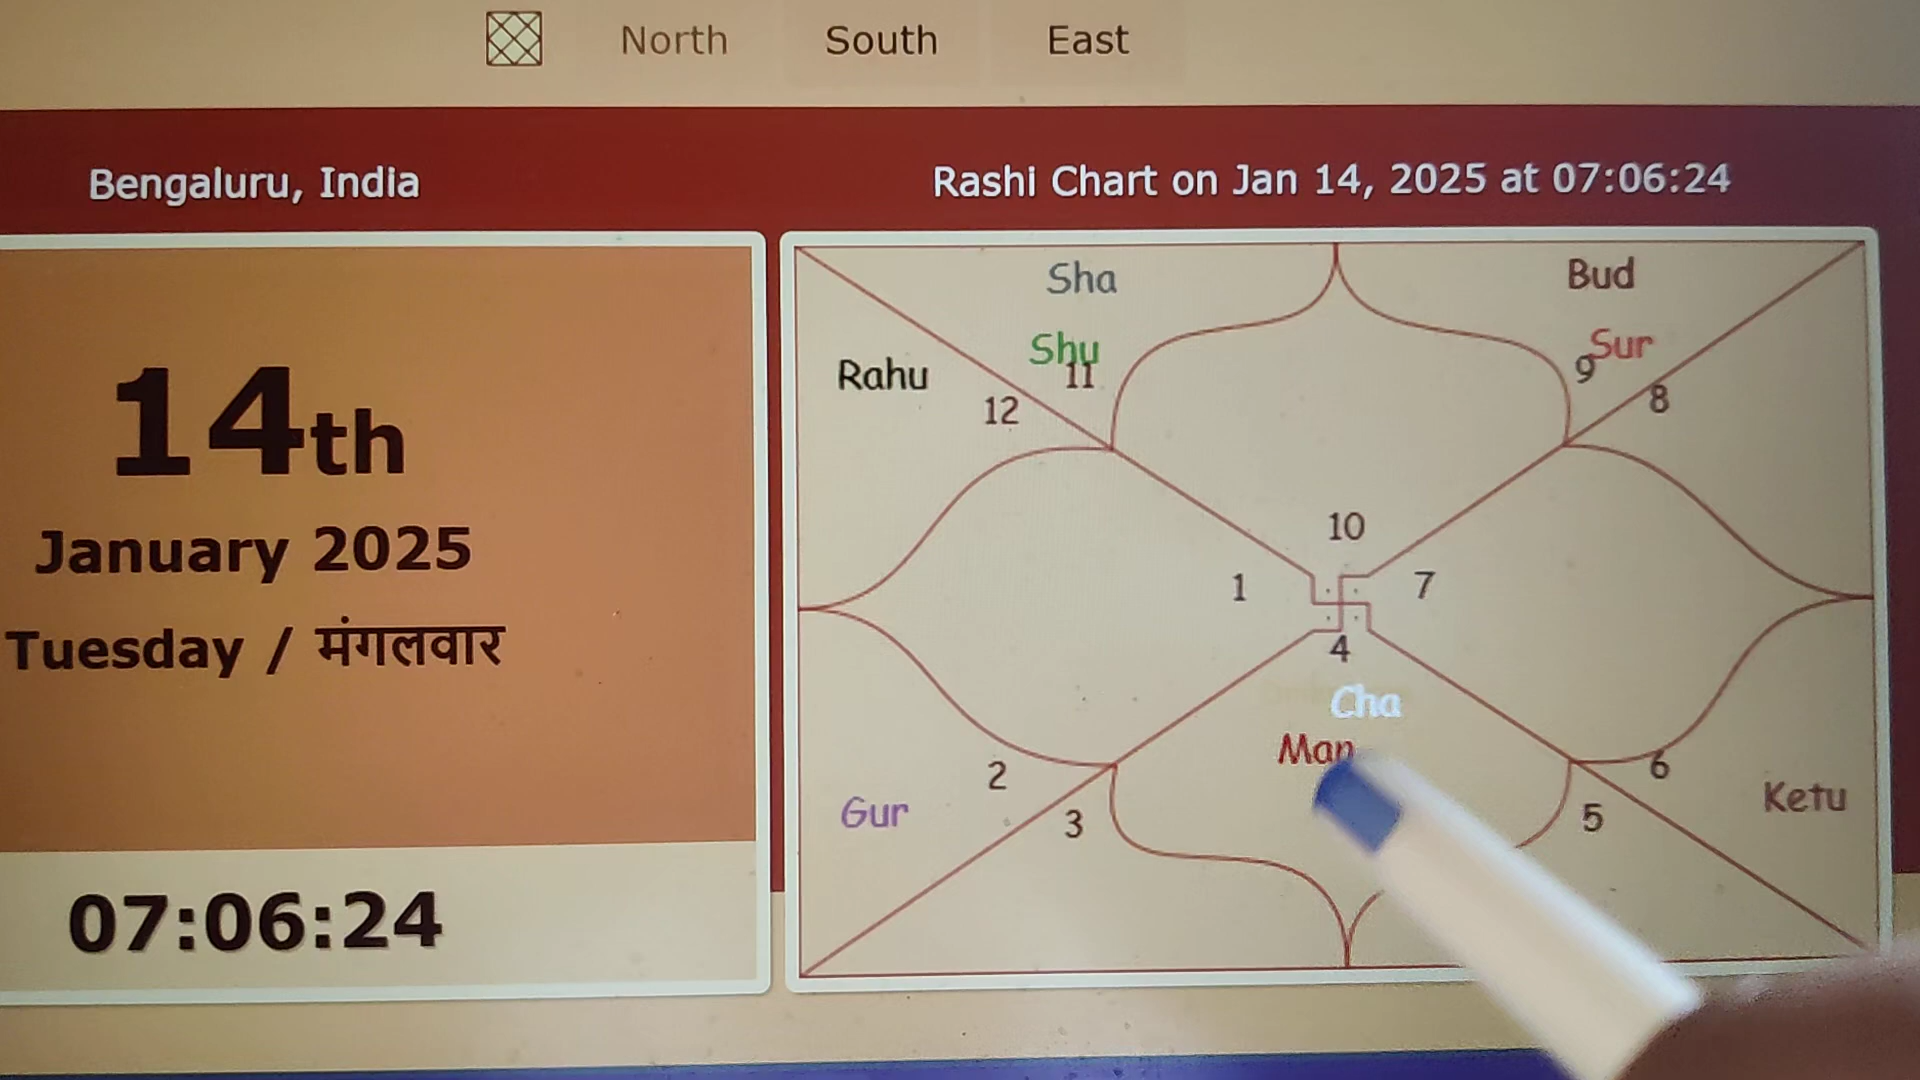 North South East
Bengaluru, India
Rashi Chart on Jan 14, 2025 at 07:06:24
14th
January 2025
Tuesday / मंगलवार
07:06:24
Sha
Bud
Shu
Sur
Rahu
11
9
12
8
10
1
7
4
Cha
Man
2
6
Gur
3
5
Ketu